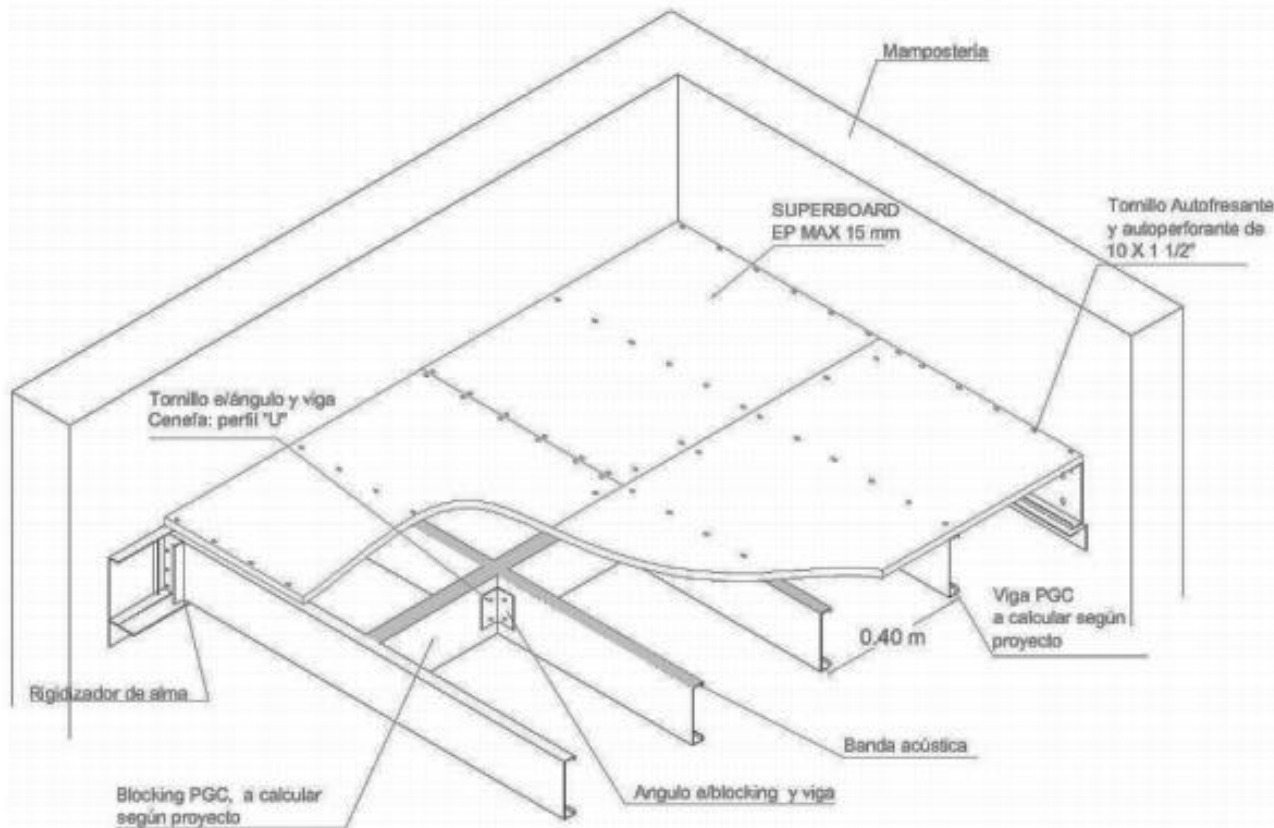 Mampostería
SUPERBOARD
EP MAX 15 mm
Tornillo Autofresante
y autoperforante de
10 X 1 1/2"
Tornillo e/ángulo y viga
Cenefa: perfil "U"
Viga PGC
a calcular según
proyecto
0.40 m
Rigidizador de alma
Banda acústica
Blocking PGC, a calcular
según proyecto
Angulo e/blocking y viga